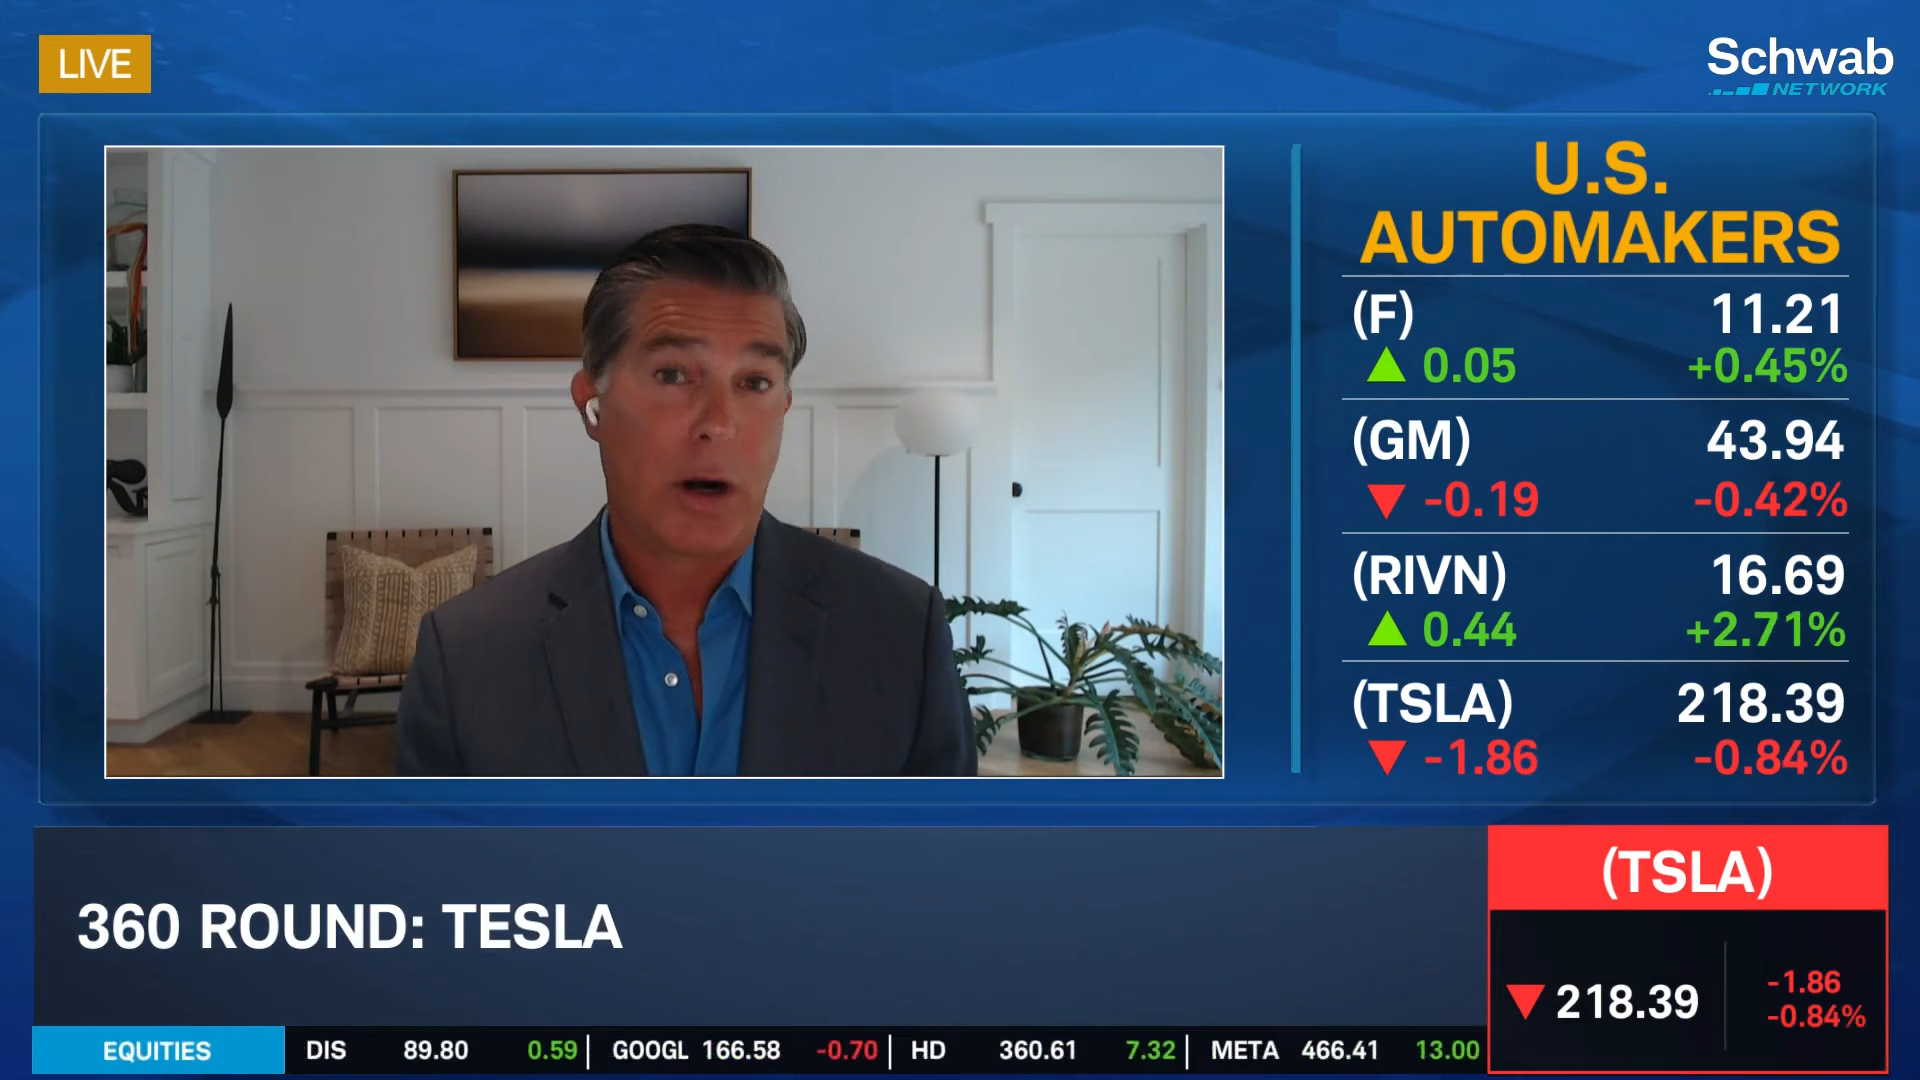 LIVE
Schwab
NETWORK
U.S.
AUTOMAKERS
(F) 11.21
▲ 0.05 +0.45%
(GM) 43.94
▼ -0.19 -0.42%
(RIVN) 16.69
▲ 0.44 +2.71%
(TSLA) 218.39
▼ -1.86 -0.84%
360 ROUND: TESLA
(TSLA)
▼ 218.39
-1.86
-0.84%
EQUITIES DIS 89.80 0.59 | GOOGL 166.58 -0.70 | HD 360.61 7.32 | META 466.41 13.00